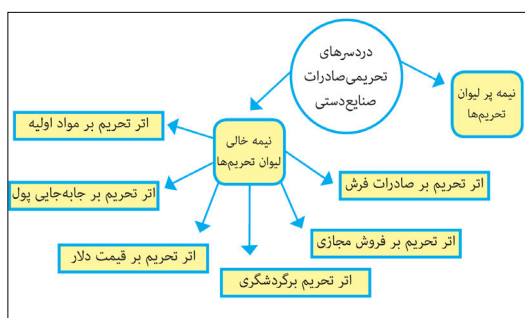 دردسرهای
تحریمی صادرات
صنایع‌دستی
نیمه پر لیوان
تحریم‌ها
نیمه خالی
لیوان تحریم‌ها
اثر تحریم بر مواد اولیه
اثر تحریم بر جابه‌جایی پول
اثر تحریم بر قیمت دلار
اثر تحریم برگردشگری
اثر تحریم بر فروش مجازی
اثر تحریم بر صادرات فرش